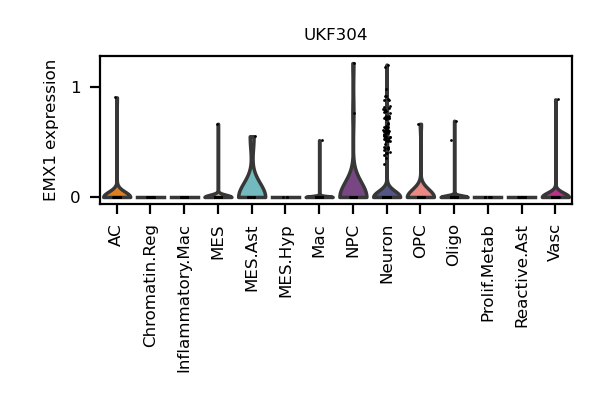 UKF304
EMX1 expression
1
0
AC
Chromatin.Reg
Inflammatory.Mac
MES
MES.Ast
MES.Hyp
Mac
NPC
Neuron
OPC
Oligo
Prolif.Metab
Reactive.Ast
Vasc